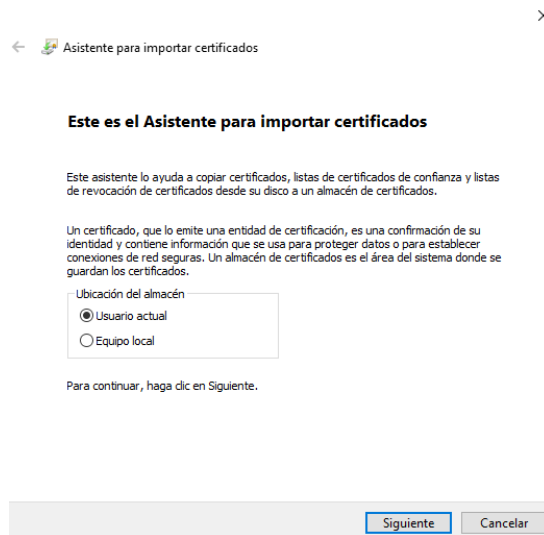 Asistente para importar certificados
Este es el Asistente para importar certificados
Este asistente lo ayuda a copiar certificados, listas de certificados de confianza y listas
de revocación de certificados desde su disco a un almacén de certificados.
Un certificado, que lo emite una entidad de certificación, es una confirmación de su
identidad y contiene información que se usa para proteger datos o para establecer
conexiones de red seguras. Un almacén de certificados es el área del sistema donde se
guardan los certificados.
Ubicación del almacén
Usuario actual
Equipo local
Para continuar, haga clic en Siguiente.
Siguiente
Cancelar